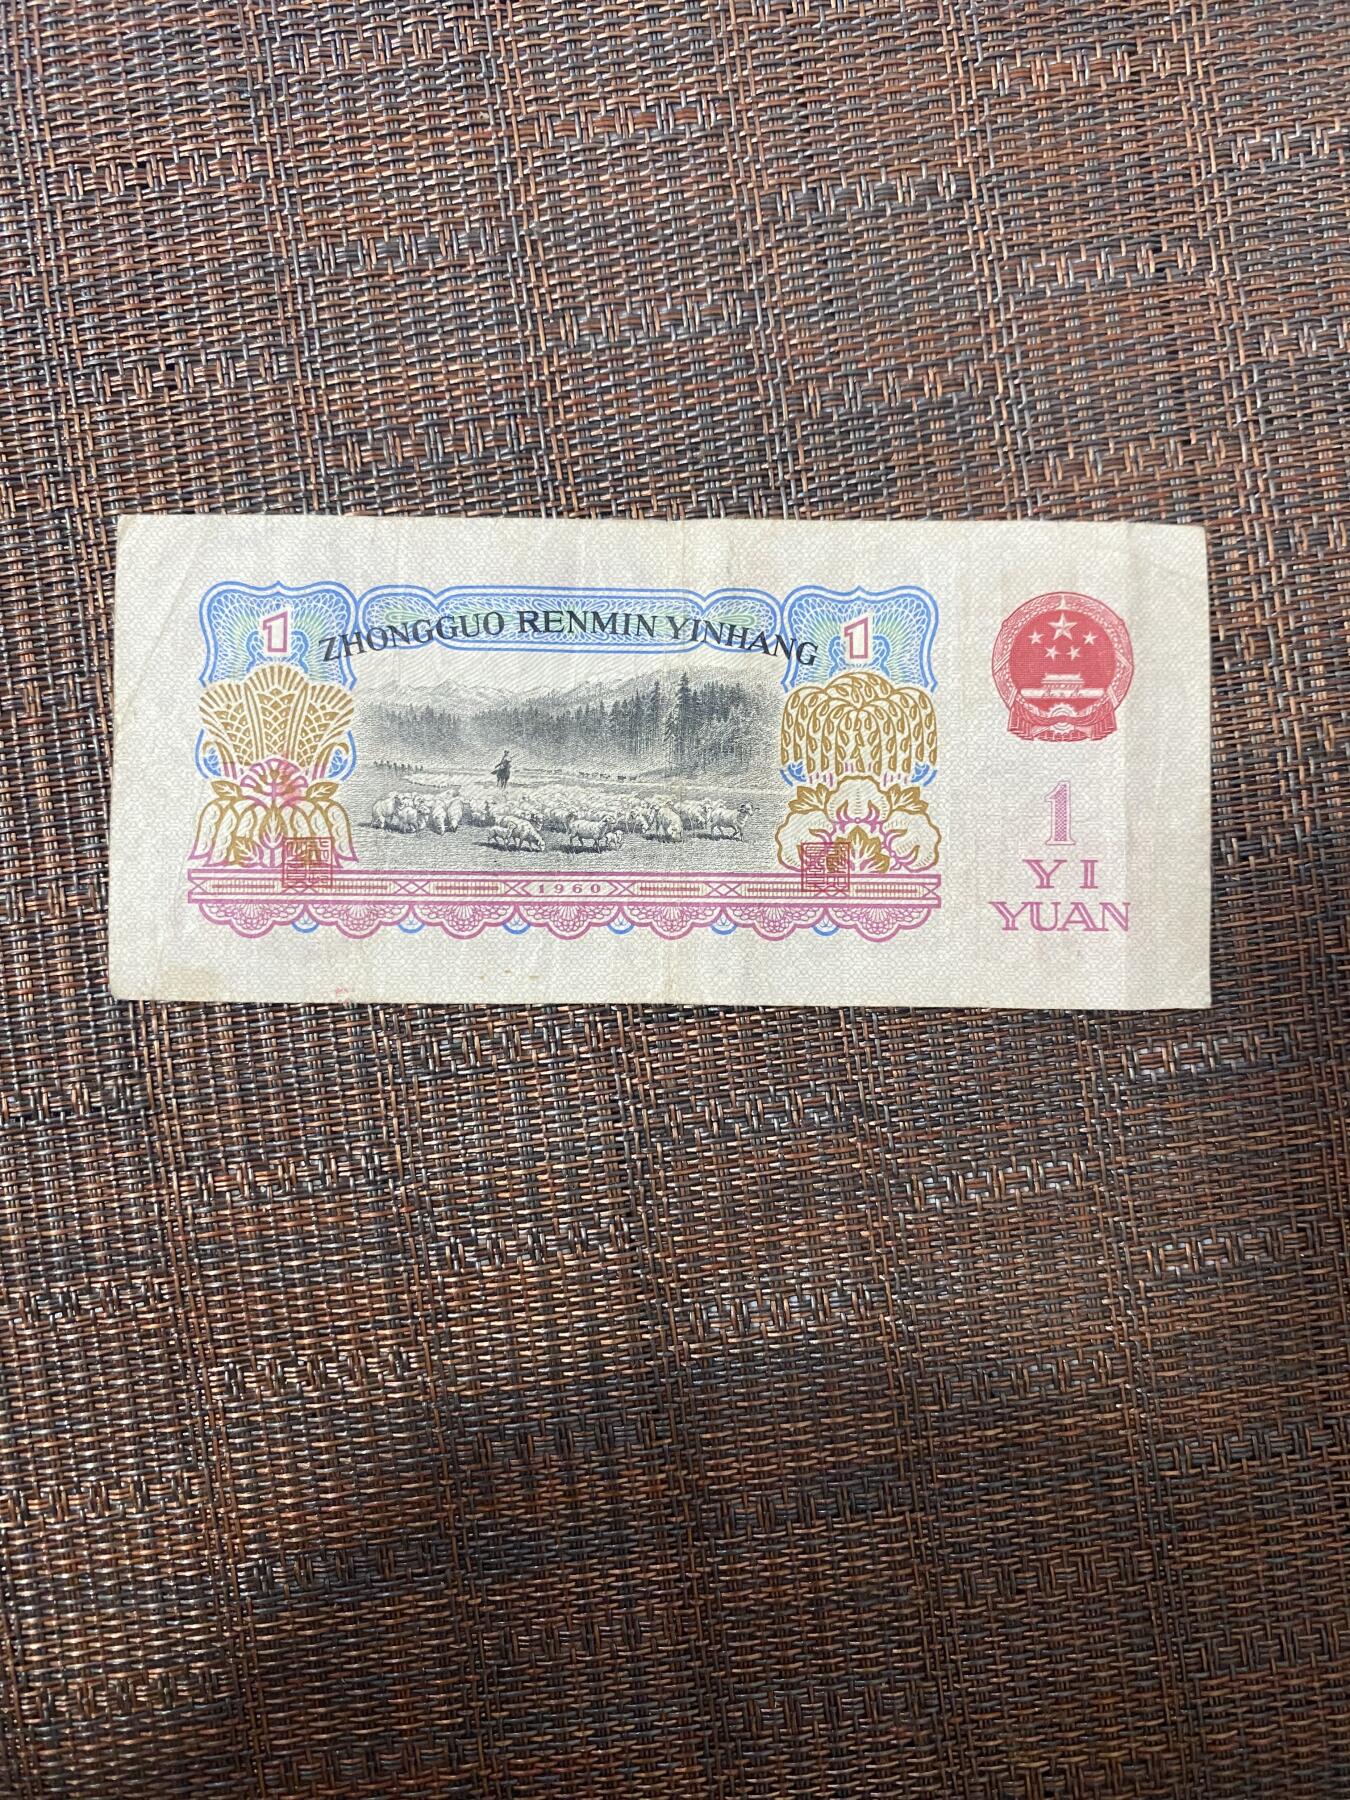 1
ZHONGGUO RENMIN YINHANG
1
1960
1
YI
YUAN